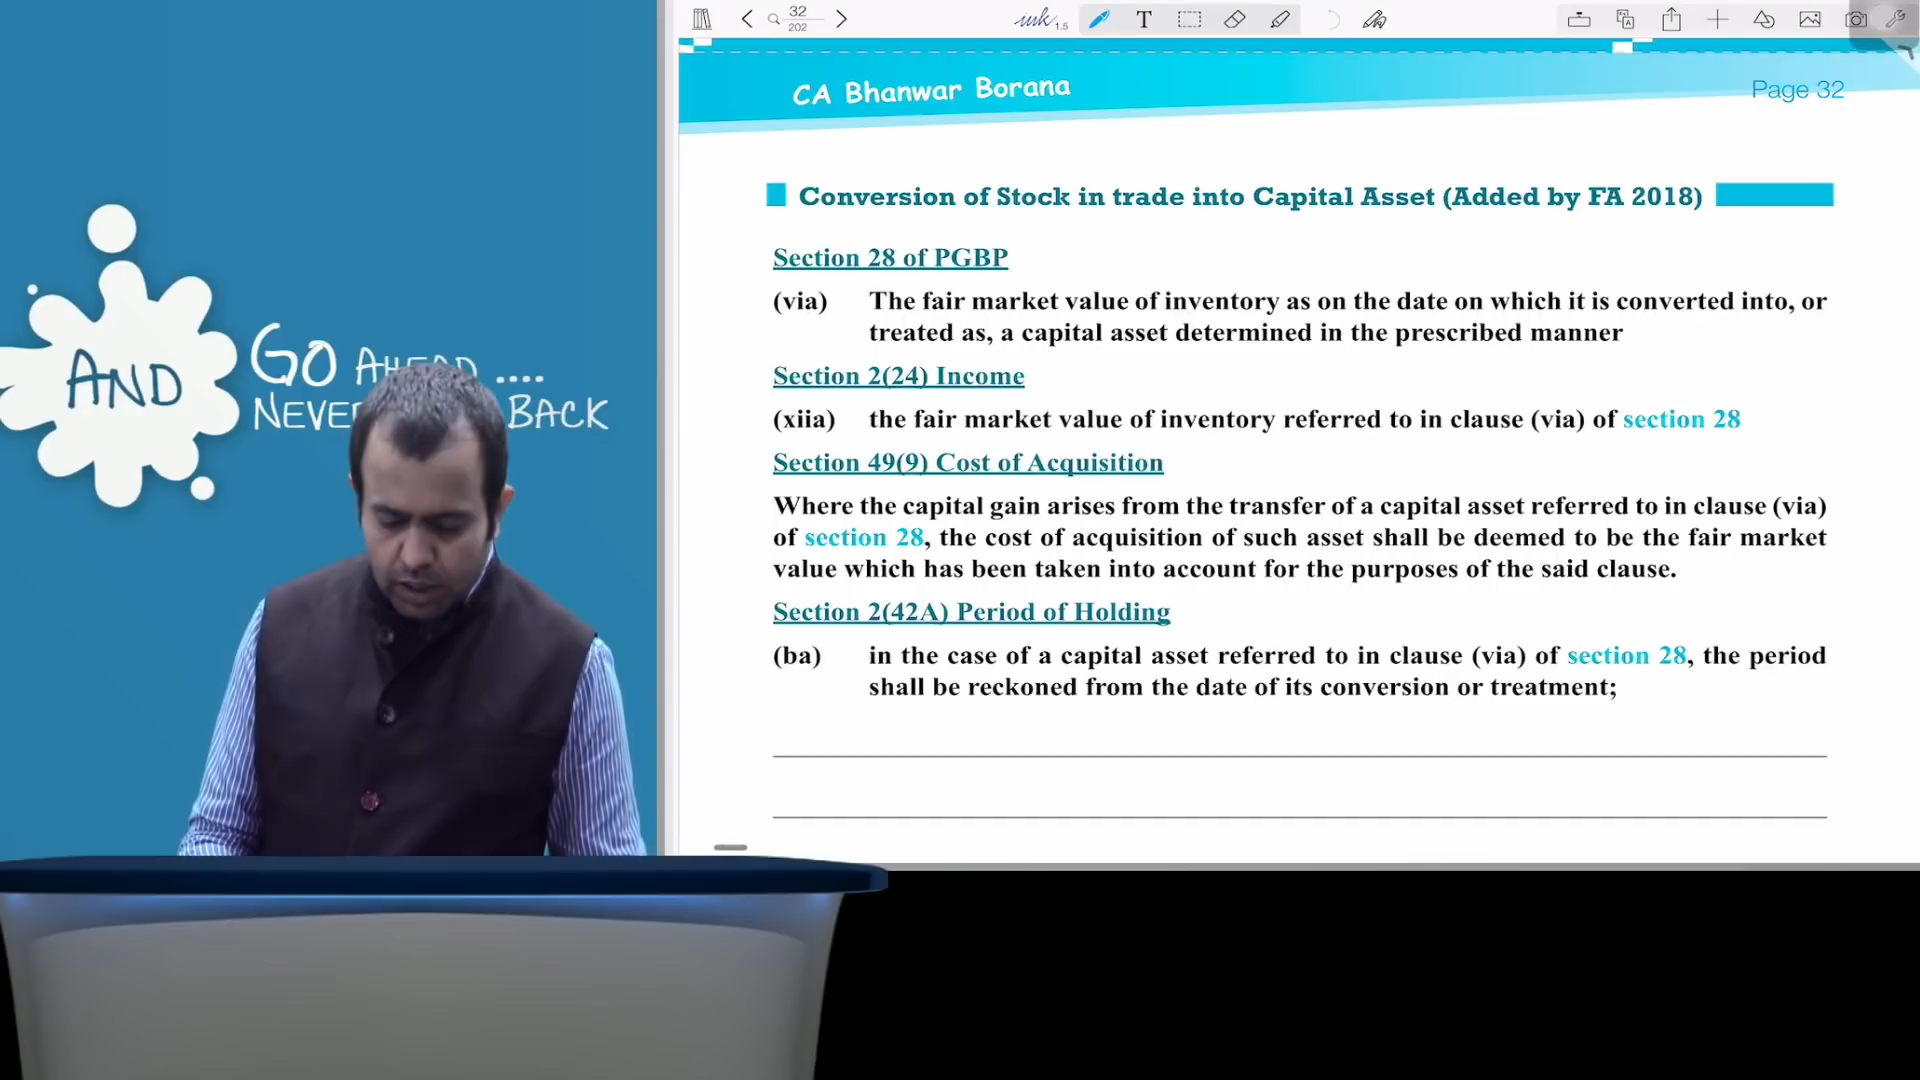 32
202
1.5
T
CA Bhanwar Borana
Page 32
AND
GO AHEAD ....
NEVER BACK
Conversion of Stock in trade into Capital Asset (Added by FA 2018)
Section 28 of PGBP
(via) The fair market value of inventory as on the date on which it is converted into, or
treated as, a capital asset determined in the prescribed manner
Section 2(24) Income
(xiia) the fair market value of inventory referred to in clause (via) of section 28
Section 49(9) Cost of Acquisition
Where the capital gain arises from the transfer of a capital asset referred to in clause (via)
of section 28, the cost of acquisition of such asset shall be deemed to be the fair market
value which has been taken into account for the purposes of the said clause.
Section 2(42A) Period of Holding
(ba) in the case of a capital asset referred to in clause (via) of section 28, the period
shall be reckoned from the date of its conversion or treatment;